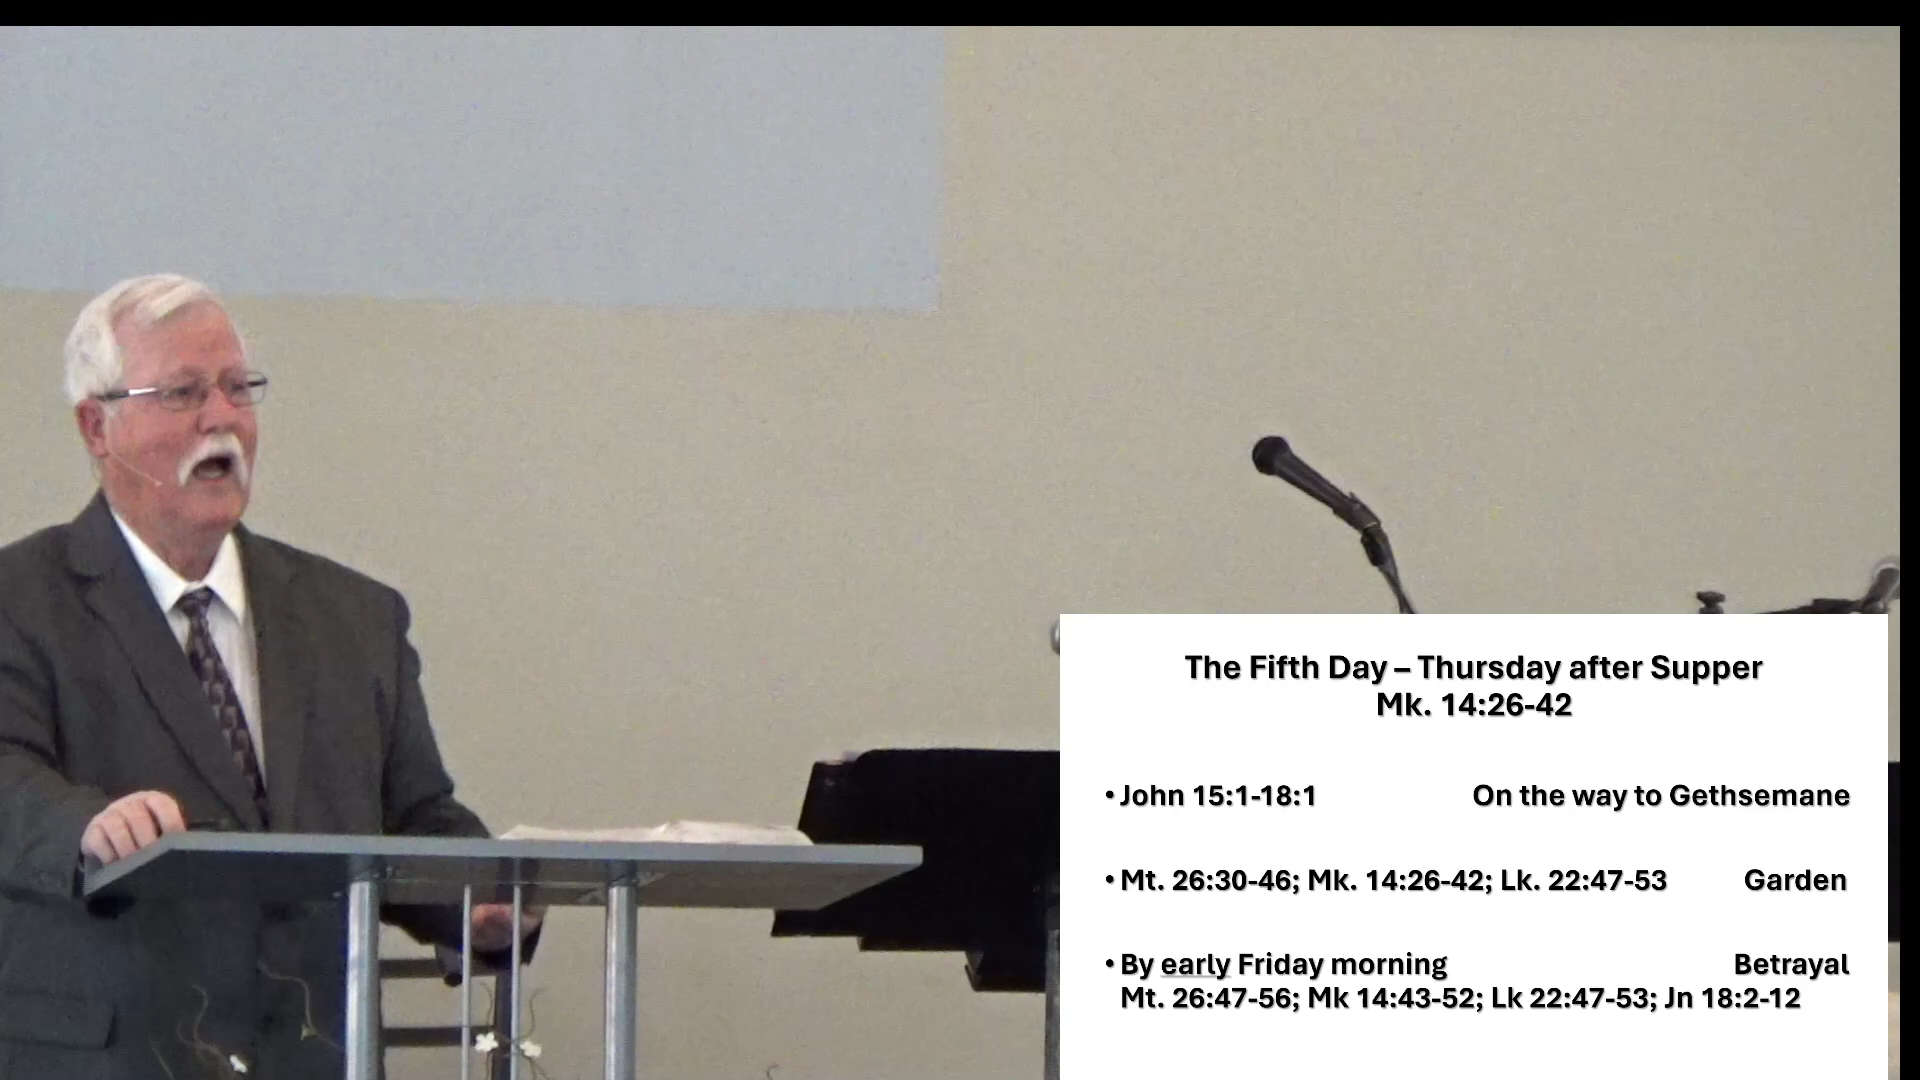 The Fifth Day – Thursday after Supper
Mk. 14:26-42
• John 15:1-18:1 On the way to Gethsemane
• Mt. 26:30-46; Mk. 14:26-42; Lk. 22:47-53 Garden
• By early Friday morning Betrayal
Mt. 26:47-56; Mk 14:43-52; Lk 22:47-53; Jn 18:2-12